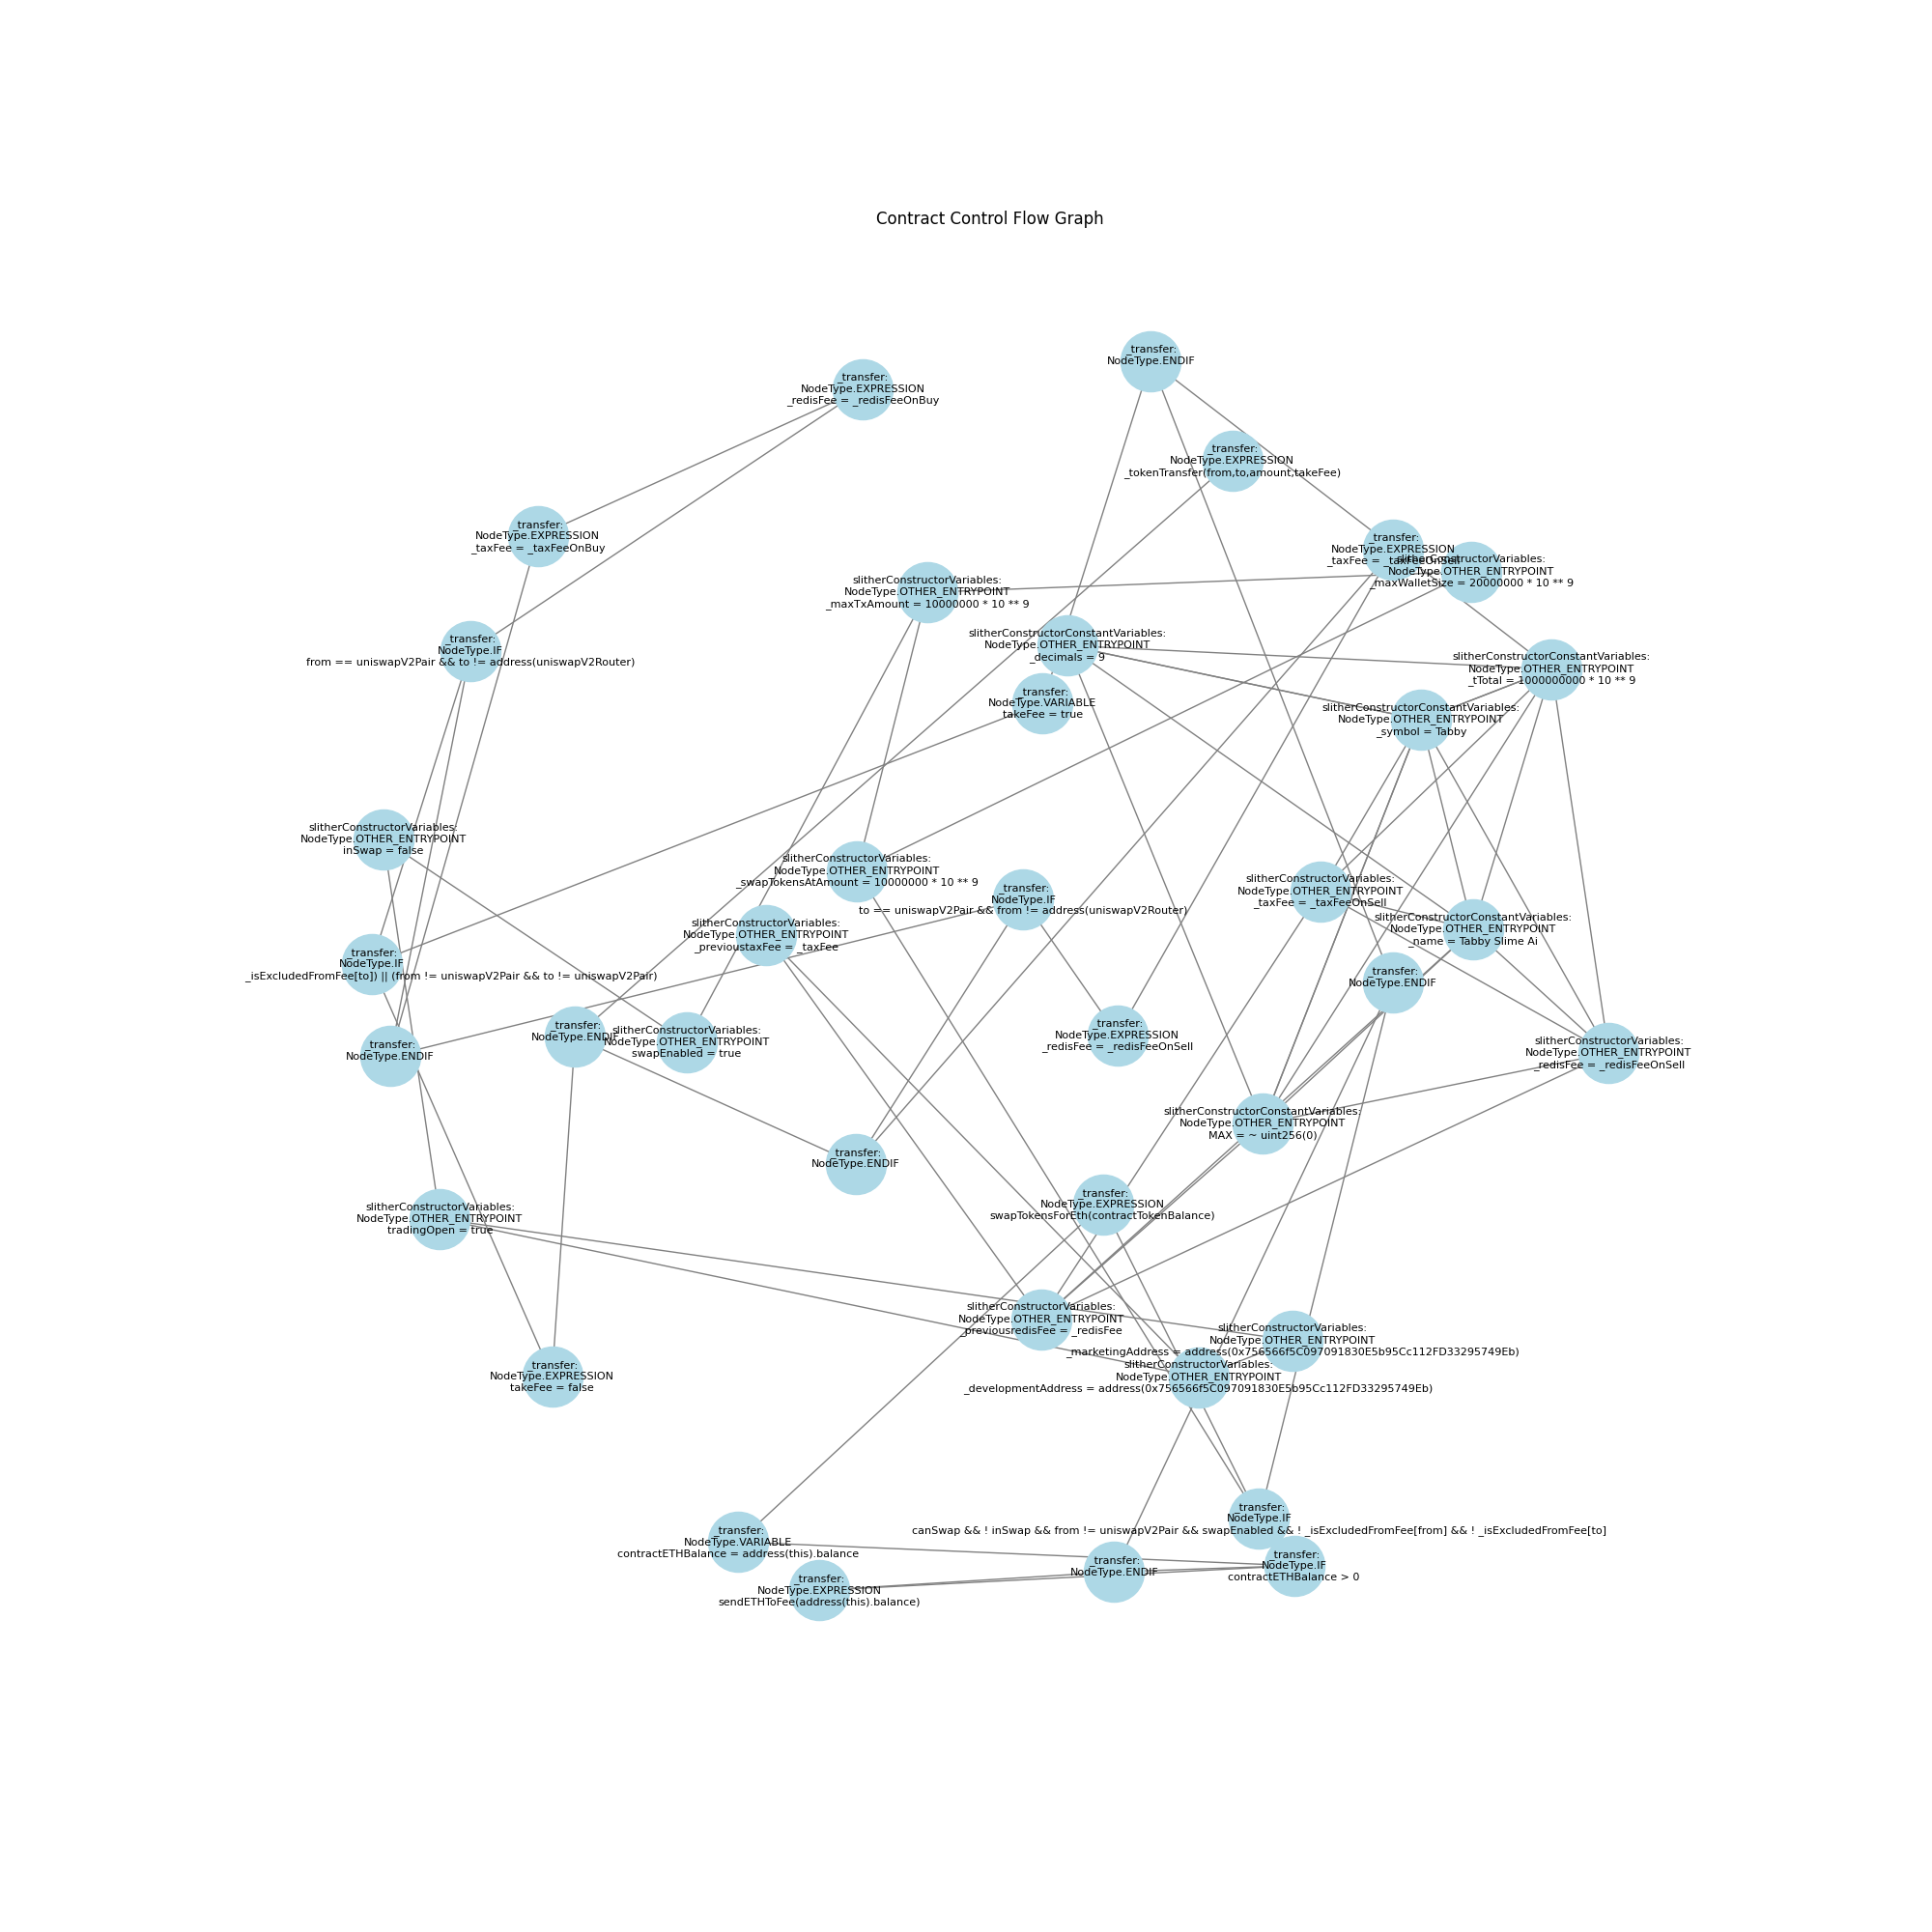 Contract Control Flow Graph
_transfer:
NodeType.ENDIF
_transfer:
NodeType.EXPRESSION
_redisFee = _redisFeeOnBuy
_transfer:
NodeType.EXPRESSION
_tokenTransfer(from,to,amount,takeFee)
_transfer:
NodeType.EXPRESSION
_taxFee = _taxFeeOnBuy
_transfer:
NodeType.EXPRESSION
_taxFee = _taxFeeOnSell
slitherConstructorVariables:
NodeType.OTHER_ENTRYPOINT
_maxWalletSize = 20000000 * 10 ** 9
slitherConstructorVariables:
NodeType.OTHER_ENTRYPOINT
_maxTxAmount = 10000000 * 10 ** 9
_transfer:
NodeType.IF
from == uniswapV2Pair && to != address(uniswapV2Router)
slitherConstructorConstantVariables:
NodeType.OTHER_ENTRYPOINT
_decimals = 9
slitherConstructorConstantVariables:
NodeType.OTHER_ENTRYPOINT
_tTotal = 1000000000 * 10 ** 9
_transfer:
NodeType.VARIABLE
takeFee = true
slitherConstructorConstantVariables:
NodeType.OTHER_ENTRYPOINT
_symbol = Tabby
slitherConstructorVariables:
NodeType.OTHER_ENTRYPOINT
inSwap = false
slitherConstructorVariables:
NodeType.OTHER_ENTRYPOINT
_swapTokensAtAmount = 10000000 * 10 ** 9
_transfer:
NodeType.IF
to == uniswapV2Pair && from != address(uniswapV2Router)
slitherConstructorVariables:
NodeType.OTHER_ENTRYPOINT
_taxFee = _taxFeeOnSell
slitherConstructorConstantVariables:
NodeType.OTHER_ENTRYPOINT
_name = Tabby Slime Ai
slitherConstructorVariables:
NodeType.OTHER_ENTRYPOINT
_previoustaxFee = _taxFee
_transfer:
NodeType.IF
_isExcludedFromFee[to]) || (from != uniswapV2Pair && to != uniswapV2Pair)
_transfer:
NodeType.ENDIF
_transfer:
NodeType.ENDIF
_transfer:
NodeType.ENDIF
slitherConstructorVariables:
NodeType.OTHER_ENTRYPOINT
swapEnabled = true
_transfer:
NodeType.EXPRESSION
_redisFee = _redisFeeOnSell
slitherConstructorVariables:
NodeType.OTHER_ENTRYPOINT
_redisFee = _redisFeeOnSell
slitherConstructorConstantVariables:
NodeType.OTHER_ENTRYPOINT
MAX = ~ uint256(0)
_transfer:
NodeType.ENDIF
_transfer:
NodeType.EXPRESSION
swapTokensForEth(contractTokenBalance)
slitherConstructorVariables:
NodeType.OTHER_ENTRYPOINT
tradingOpen = true
slitherConstructorVariables:
NodeType.OTHER_ENTRYPOINT
_previousredisFee = _redisFee
slitherConstructorVariables:
NodeType.OTHER_ENTRYPOINT
_marketingAddress = address(0x756566f5C097091830E5b95Cc112FD33295749Eb)
slitherConstructorVariables:
NodeType.OTHER_ENTRYPOINT
_developmentAddress = address(0x756566f5C097091830E5b95Cc112FD33295749Eb)
_transfer:
NodeType.EXPRESSION
takeFee = false
_transfer:
NodeType.IF
canSwap && ! inSwap && from != uniswapV2Pair && swapEnabled && ! _isExcludedFromFee[from] && ! _isExcludedFromFee[to]
_transfer:
NodeType.VARIABLE
contractETHBalance = address(this).balance
_transfer:
NodeType.IF
contractETHBalance > 0
_transfer:
NodeType.ENDIF
_transfer:
NodeType.EXPRESSION
sendETHToFee(address(this).balance)